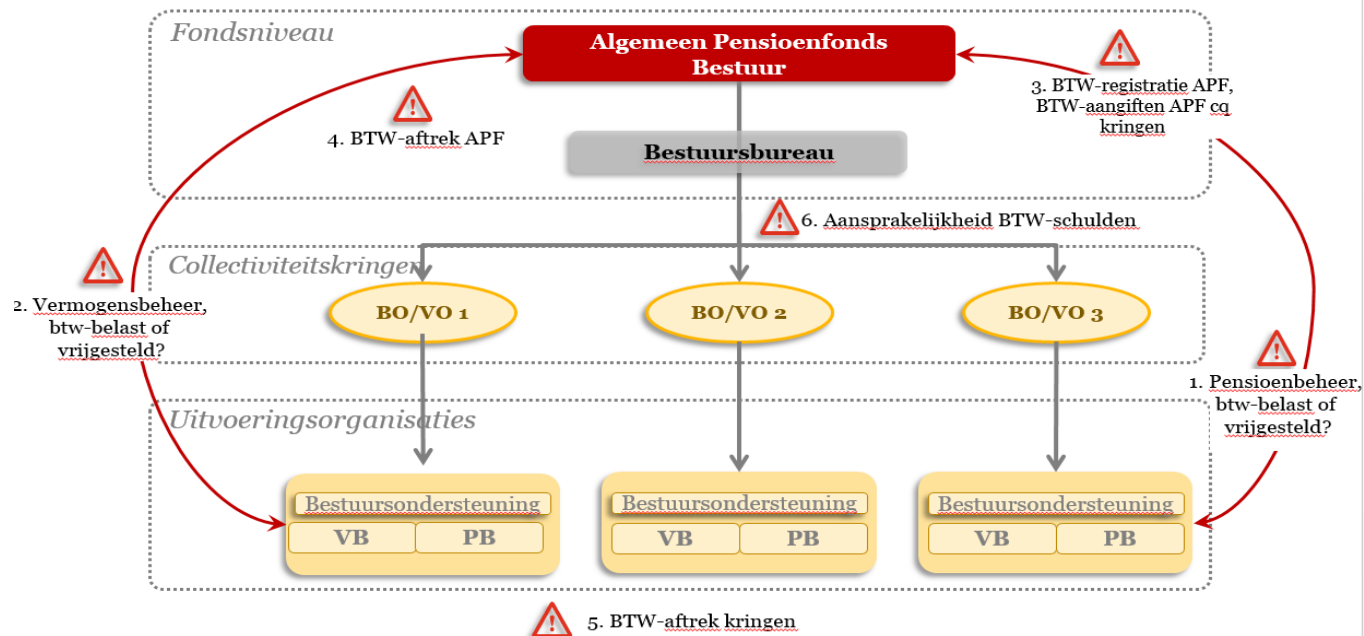 Fondsniveau
Algemeen Pensioenfonds
Bestuur
3. BTW-registratie APF,
BTW-aangiften APF cq
kringen
4. BTW-aftrek APF
Bestuursbureau
6. Aansprakelijkheid BTW-schulden
Collectiviteitskringen
2. Vermogensbeheer,
btw-belast of
vrijgesteld?
BO/VO 1
BO/VO 2
BO/VO 3
1. Pensioenbeheer,
btw-belast of
vrijgesteld?
Uitvoeringsorganisaties
Bestuursondersteuning
VB
PB
Bestuursondersteuning
VB
PB
Bestuursondersteuning
VB
PB
5. BTW-aftrek kringen